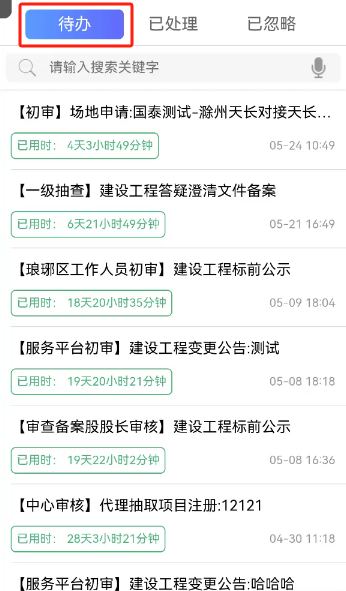 待办 已处理 已忽略
请输入搜索关键字
【初审】场地申请:国泰测试-滁州天长对接天长...
已用时： 4天3小时49分钟 05-24 10:49
【一级抽查】建设工程答疑澄清文件备案
已用时： 6天21小时49分钟 05-21 16:49
【琅琊区工作人员初审】建设工程标前公示
已用时： 18天20小时35分钟 05-09 18:04
【服务平台初审】建设工程变更公告:测试
已用时： 19天20小时21分钟 05-08 18:18
【审查备案股股长审核】建设工程标前公示
已用时： 19天22小时2分钟 05-08 16:36
【中心审核】代理抽取项目注册:12121
已用时： 28天3小时51分钟 04-30 11:18
【服务平台初审】建设工程变更公告:哈哈哈